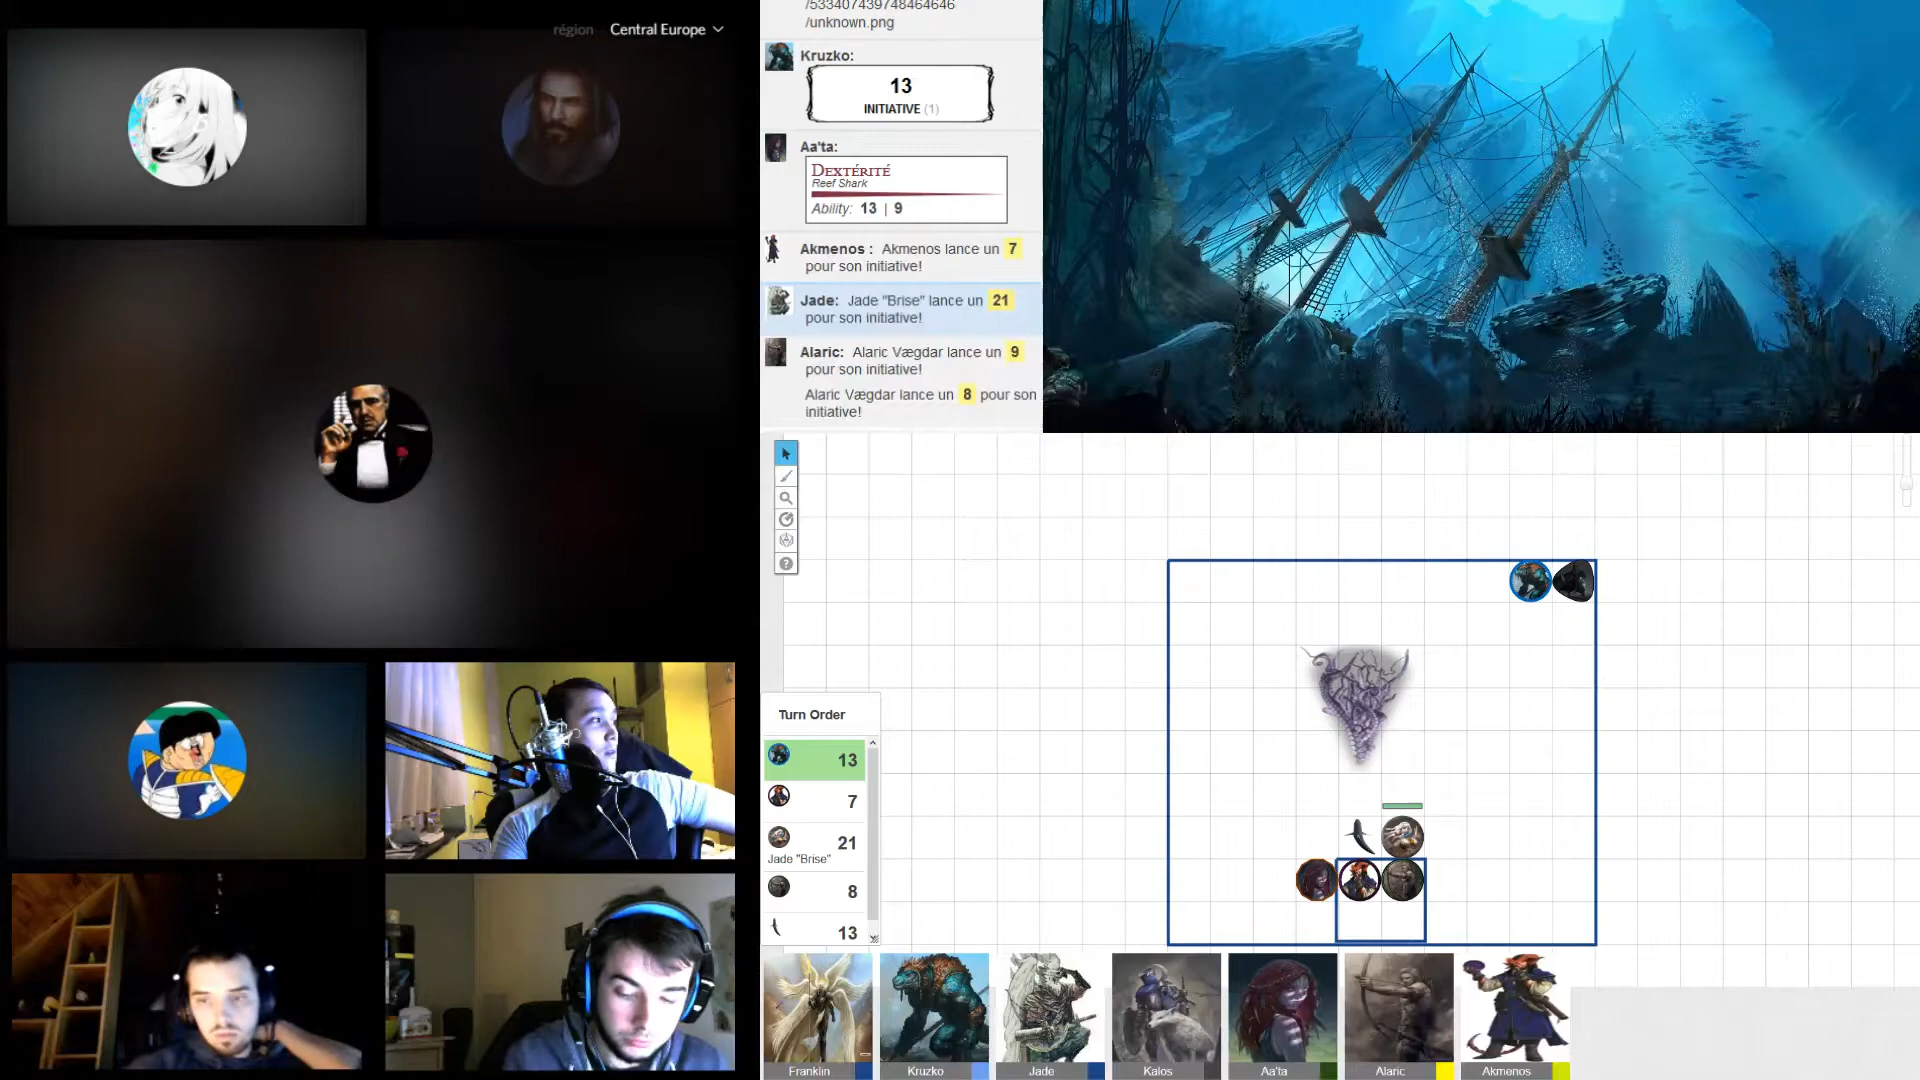 région Central Europe
/533407439748464646
/unknown.png
Kruzko:
13
INITIATIVE (1)
Aa'ta:
DEXTÉRITÉ
Reef Shark
Ability: 13 | 9
Akmenos : Akmenos lance un 7
pour son initiative!
Jade: Jade "Brise" lance un 21
pour son initiative!
Alaric: Alaric Vægdar lance un 9
pour son initiative!
Alaric Vægdar lance un 8 pour son
initiative!
Turn Order
13
7
21
Jade "Brise"
8
13
Franklin
Kruzko
Jade
Kalos
Aa'ta
Alaric
Akmenos